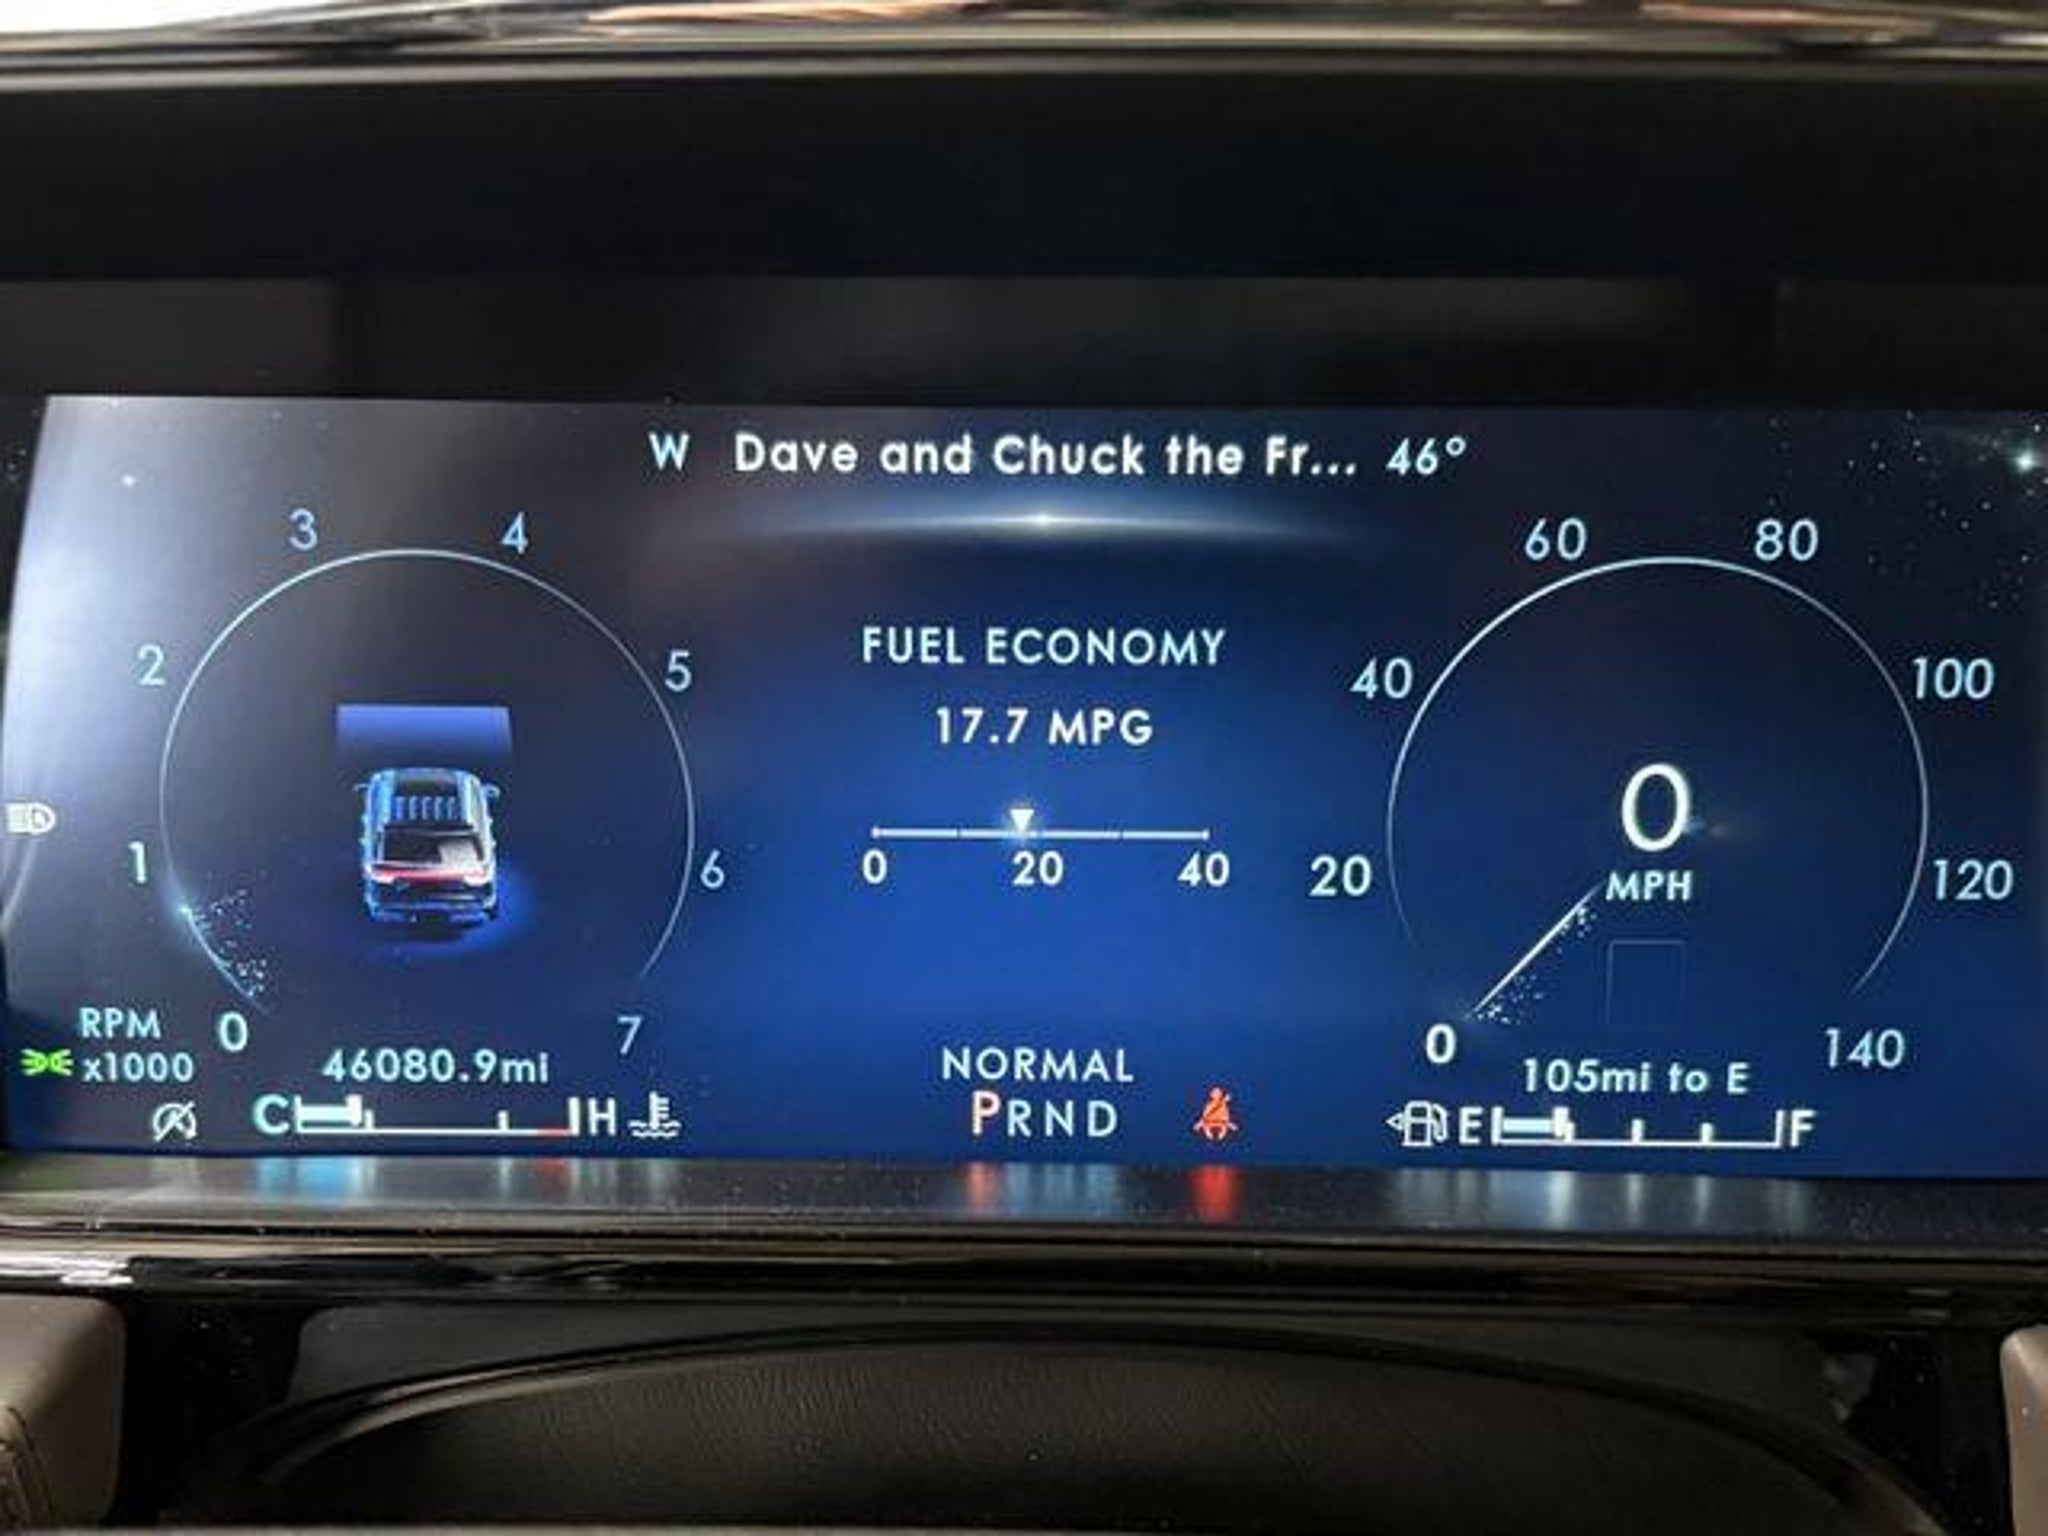 W Dave and Chuck the Fr... 46°
3 4
2 5
1 6
0 7
RPM
x1000
46080.9mi
C H
FUEL ECONOMY
17.7 MPG
0 20 40
NORMAL
PRND
60 80
40 100
20 120
0 140
0
MPH
105mi to E
E F